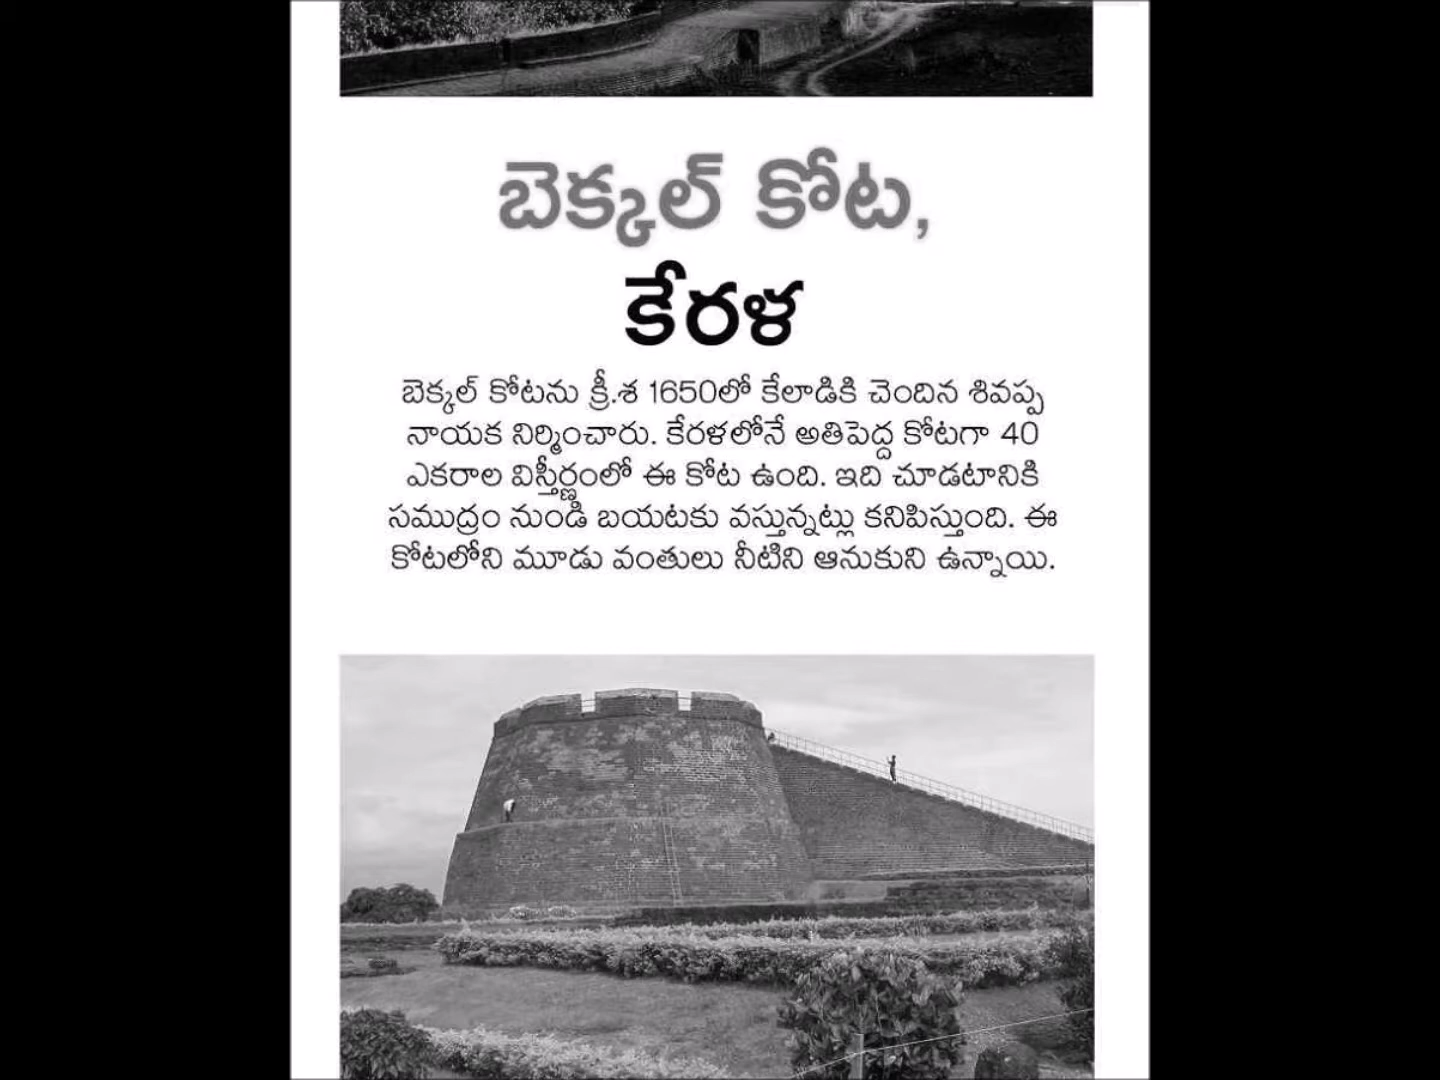 బెక్కల్ కోట,
కేరళ
బెక్కల్ కోటను క్రీ.శ 1650లో కేలాడికి చెందిన శివప్ప
నాయక నిర్మించారు. కేరళలోనే అతిపెద్ద కోటగా 40
ఎకరాల విస్తీర్ణంలో ఈ కోట ఉంది. ఇది చూడటానికి
సముద్రం నుండి బయటకు వస్తున్నట్లు కనిపిస్తుంది. ఈ
కోటలోని మూడు వంతులు నీటిని ఆనుకుని ఉన్నాయి.